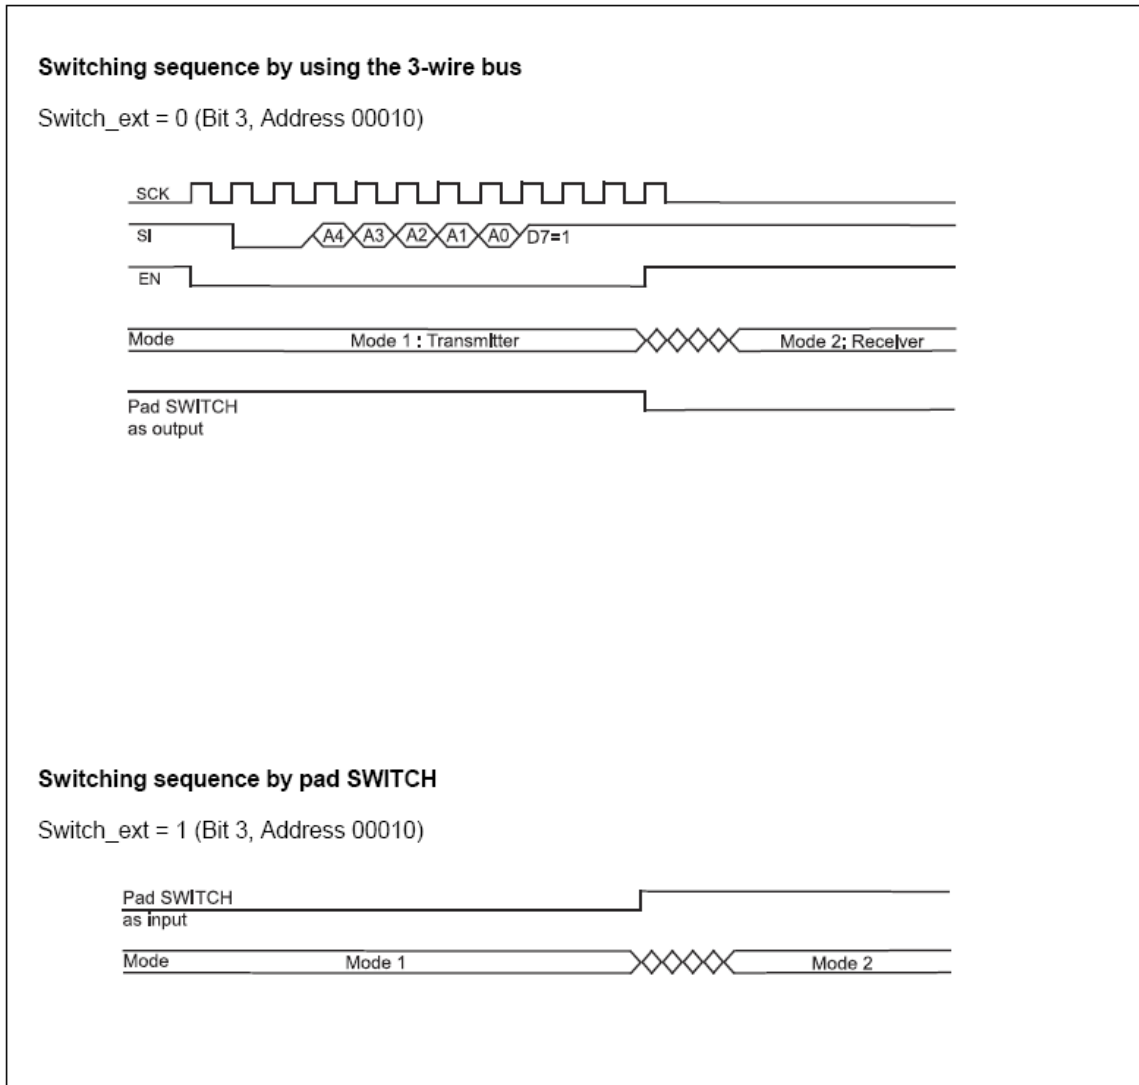 Switching sequence by using the 3-wire bus
Switch_ext = 0 (Bit 3, Address 00010)
SCK
SI A4 A3 A2 A1 A0 D7=1
EN
Mode Mode 1 : Transmitter Mode 2; Receiver
Pad SWITCH
as output
Switching sequence by pad SWITCH
Switch_ext = 1 (Bit 3, Address 00010)
Pad SWITCH
as input
Mode Mode 1 Mode 2